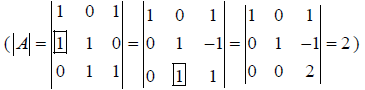 (|A| = |1 0 1; 1 1 0; 0 1 1| = |1 0 1; 0 1 −1; 0 1 1| = |1 0 1; 0 1 −1; 0 0 2| = 2)